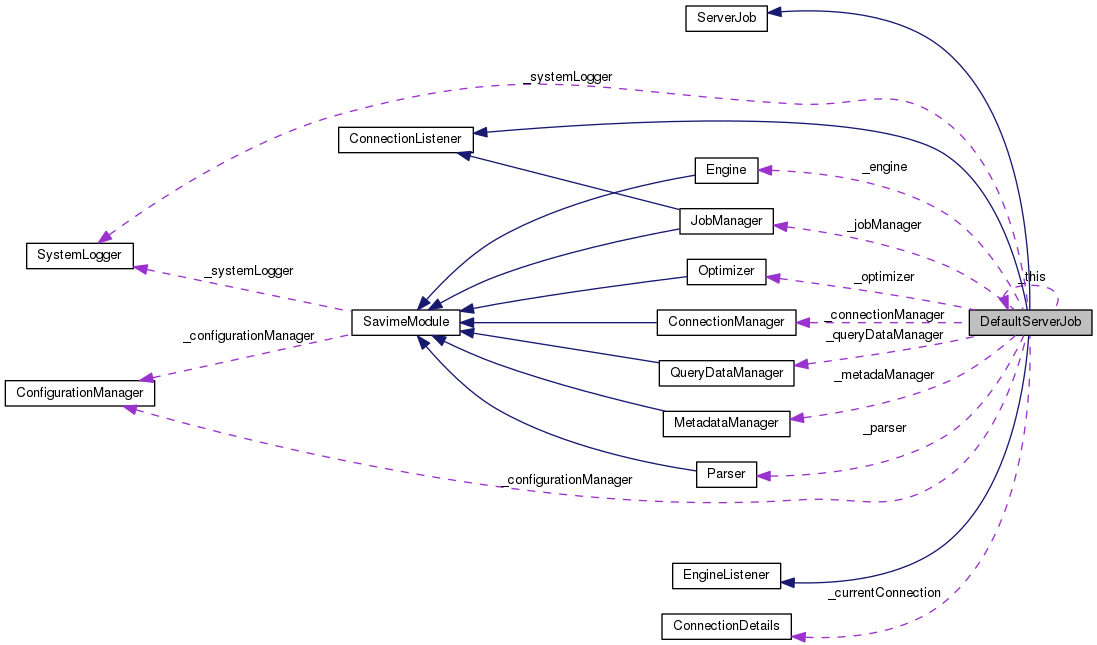 ServerJob
_systemLogger
ConnectionListener
Engine
_engine
JobManager
_jobManager
SystemLogger
_systemLogger
Optimizer
_optimizer
_this
SavimeModule
ConnectionManager
_connectionManager
DefaultServerJob
_configurationManager
_queryDataManager
QueryDataManager
_metadaManager
ConfigurationManager
MetadataManager
_parser
Parser
_configurationManager
EngineListener
_currentConnection
ConnectionDetails